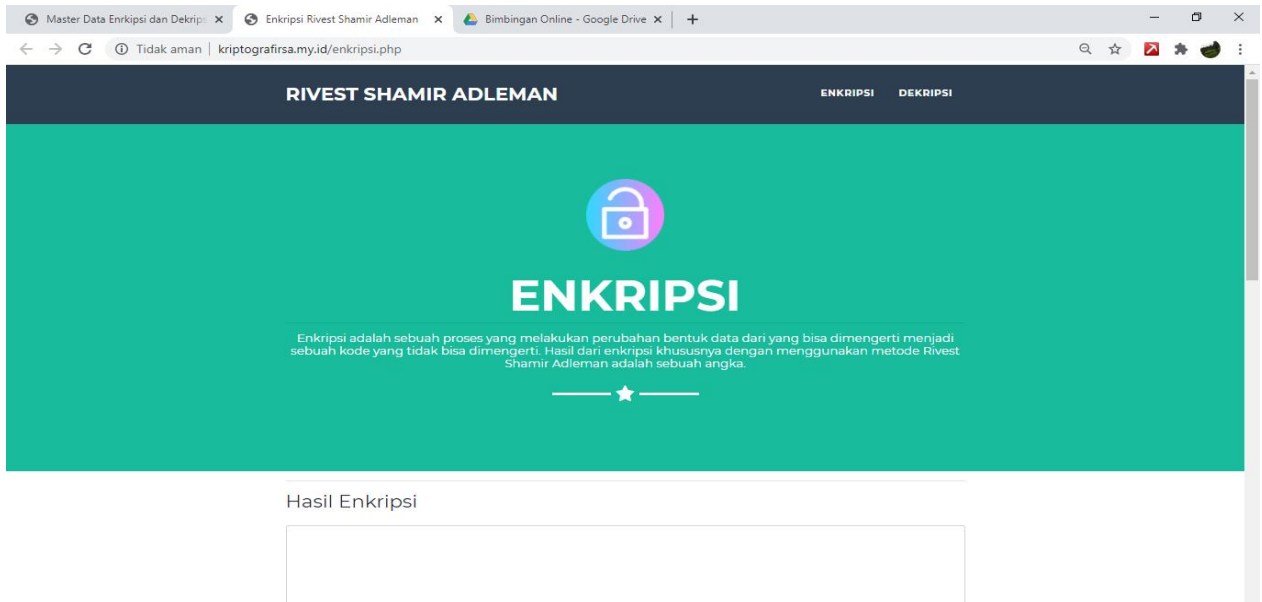 Master Data Enrkipsi dan Dekrip
Enkripsi Rivest Shamir Adleman
Bimbingan Online - Google Drive
Tidak aman | kriptografirsa.my.id/enkripsi.php
RIVEST SHAMIR ADLEMAN
ENKRIPSI DEKRIPSI
ENKRIPSI
Enkripsi adalah sebuah proses yang melakukan perubahan bentuk data dari yang bisa dimengerti menjadi
sebuah kode yang tidak bisa dimengerti. Hasil dari enkripsi khususnya dengan menggunakan metode Rivest
Shamir Adleman adalah sebuah angka.
Hasil Enkripsi